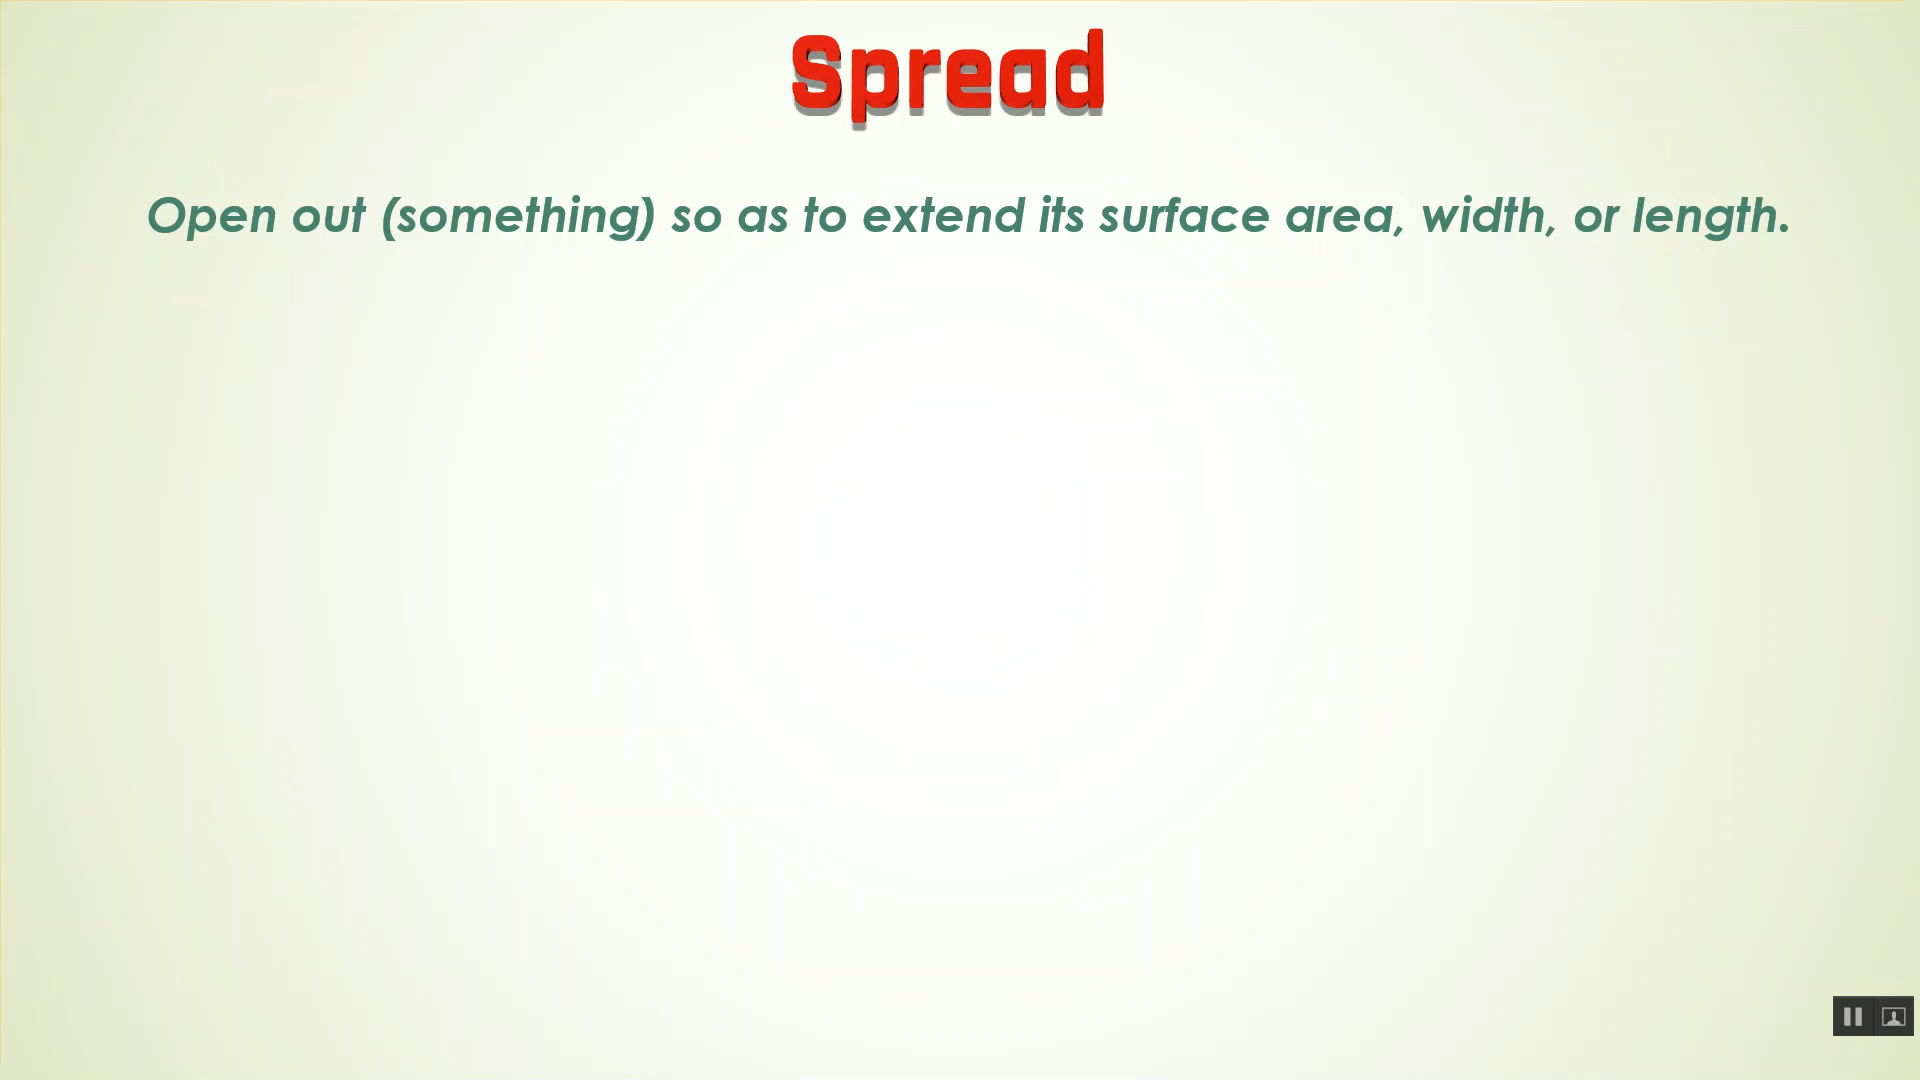 Spread
Open out (something) so as to extend its surface area, width, or length.